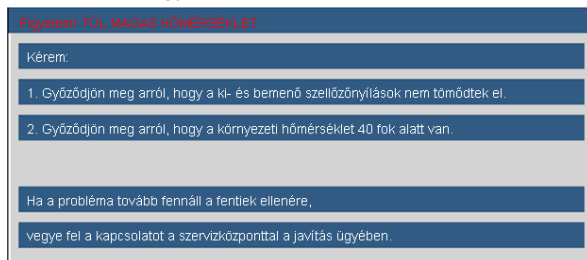 Figyelem: TÚL MAGAS HŐMÉRSÉKLET
Kérem:
1. Győződjön meg arról, hogy a ki- és bemenő szellőzőnyílások nem tömődtek el.
2. Győződjön meg arról, hogy a környezeti hőmérséklet 40 fok alatt van.
Ha a probléma tovább fennáll a fentiek ellenére,
vegye fel a kapcsolatot a szervizközponttal a javítás ügyében.